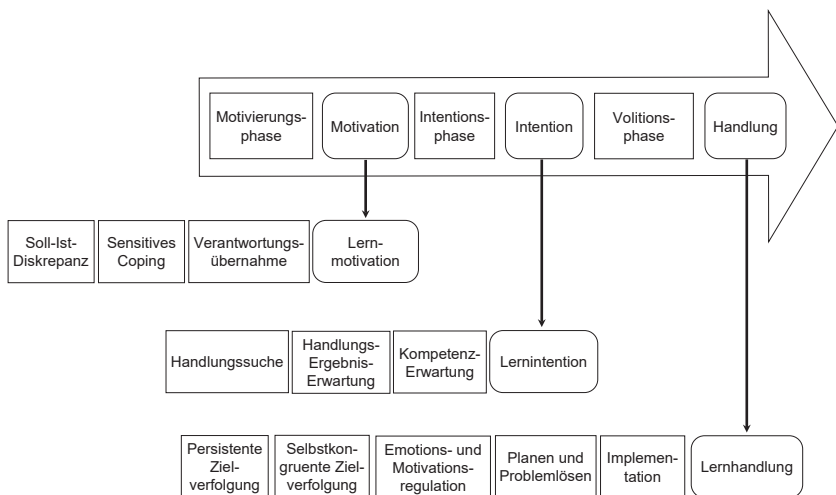 Motivierungs-
phase
Motivation
Intentions-
phase
Intention
Volitions-
phase
Handlung
Soll-Ist-
Diskrepanz
Sensitives
Coping
Verantwortungs-
übernahme
Lern-
motivation
Handlungssuche
Handlungs-
Ergebnis-
Erwartung
Kompetenz-
Erwartung
Lernintention
Persistente
Ziel-
verfolgung
Selbstkon-
gruente Ziel-
verfolgung
Emotions- und
Motivations-
regulation
Planen und
Problemlösen
Implemen-
tation
Lernhandlung